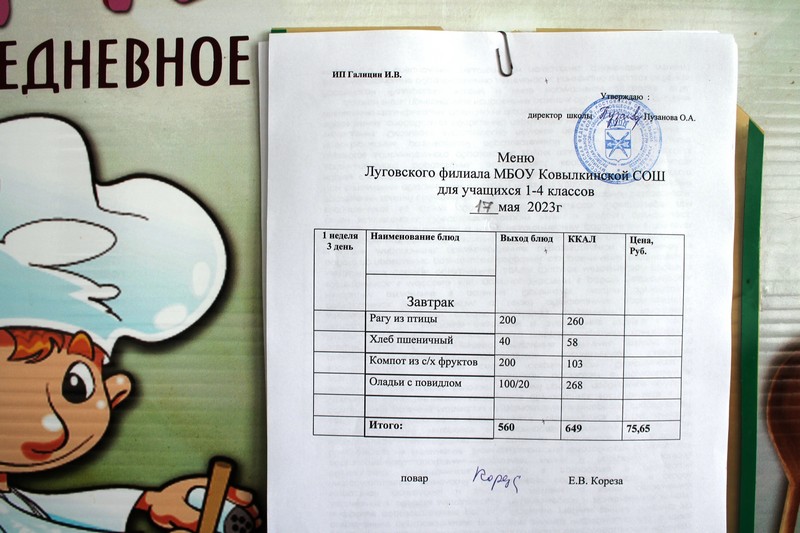 ЕДНЕВНОЕ
ИП Галицин И.В.
Утверждаю :
директор школы Пузанова О.А.
Меню
Луговского филиала МБОУ Ковылкинской СОШ
для учащихся 1-4 классов
17 мая 2023г
1 неделя Наименование блюд Выход блюд ККАЛ Цена,
3 день Руб.
Завтрак
Рагу из птицы 200 260
Хлеб пшеничный 40 58
Компот из с/х фруктов 200 103
Оладьи с повидлом 100/20 268
Итого: 560 649 75,65
повар Е.В. Кореза